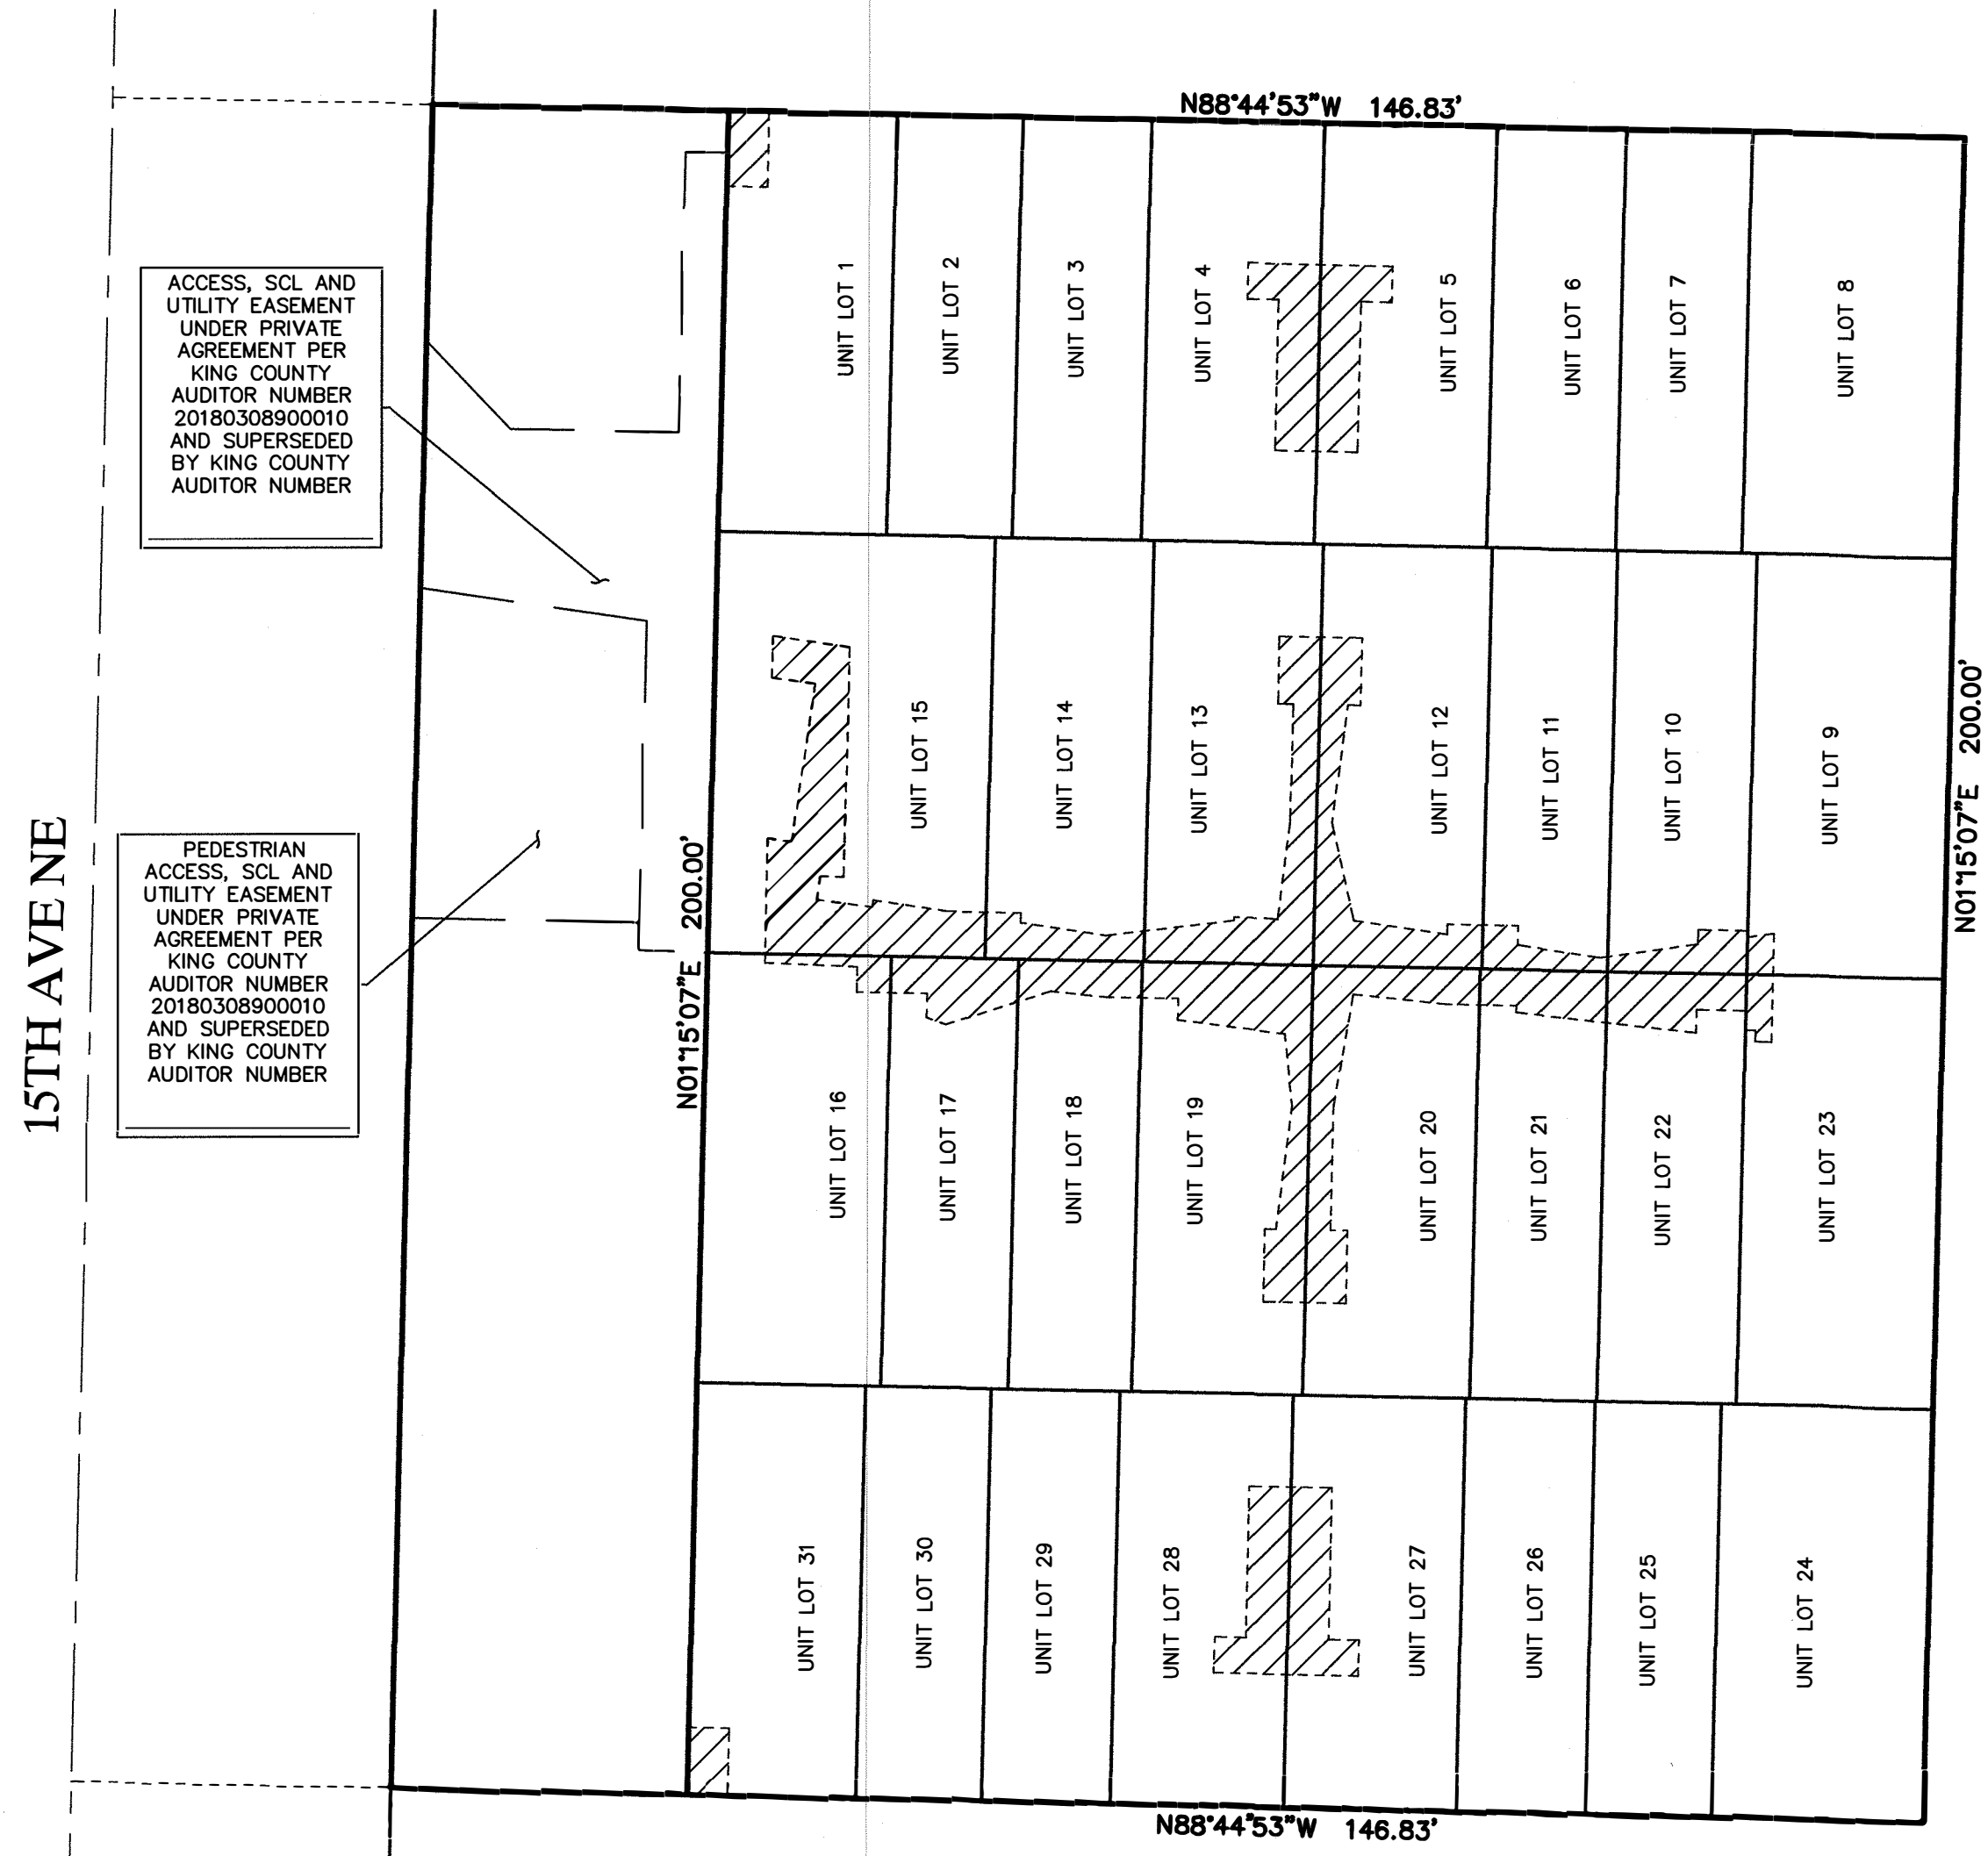 N88°44'53"W 146.83'
ACCESS, SCL AND
UTILITY EASEMENT
UNDER PRIVATE
AGREEMENT PER
KING COUNTY
AUDITOR NUMBER
20180308900010
AND SUPERSEDED
BY KING COUNTY
AUDITOR NUMBER
UNIT LOT 1
UNIT LOT 2
UNIT LOT 3
UNIT LOT 4
UNIT LOT 5
UNIT LOT 6
UNIT LOT 7
UNIT LOT 8
15TH AVE NE
PEDESTRIAN
ACCESS, SCL AND
UTILITY EASEMENT
UNDER PRIVATE
AGREEMENT PER
KING COUNTY
AUDITOR NUMBER
20180308900010
AND SUPERSEDED
BY KING COUNTY
AUDITOR NUMBER
N01°15'07"E 200.00'
UNIT LOT 15
UNIT LOT 14
UNIT LOT 13
UNIT LOT 12
UNIT LOT 11
UNIT LOT 10
UNIT LOT 9
N01°15'07"E 200.00'
UNIT LOT 16
UNIT LOT 17
UNIT LOT 18
UNIT LOT 19
UNIT LOT 20
UNIT LOT 21
UNIT LOT 22
UNIT LOT 23
UNIT LOT 31
UNIT LOT 30
UNIT LOT 29
UNIT LOT 28
UNIT LOT 27
UNIT LOT 26
UNIT LOT 25
UNIT LOT 24
N88°44'53"W 146.83'